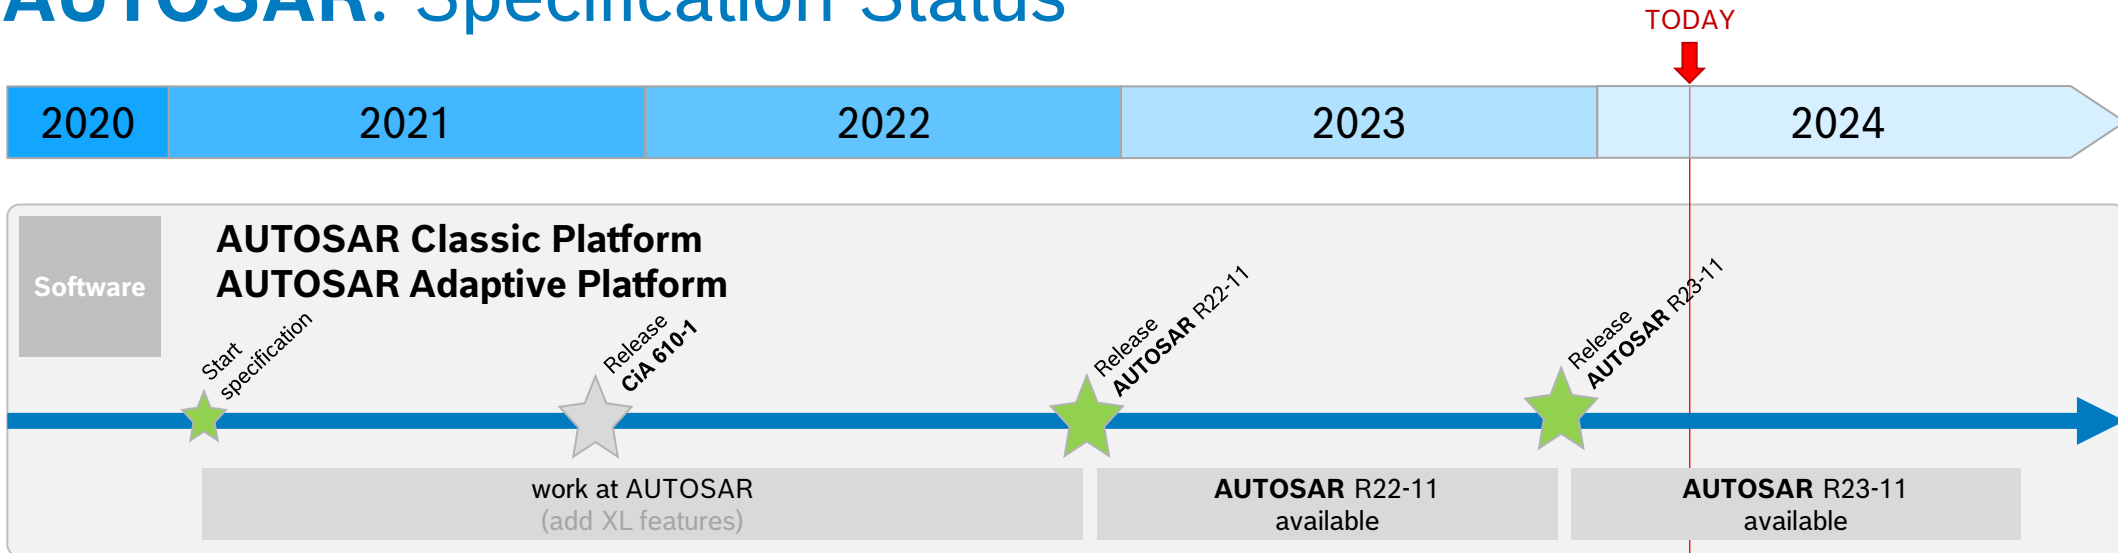 AUTOSAR: Specification Status
TODAY
2020 2021 2022 2023 2024
Software
AUTOSAR Classic Platform
AUTOSAR Adaptive Platform
Start
specification
Release
CiA 610-1
Release
AUTOSAR R22-11
Release
AUTOSAR R23-11
work at AUTOSAR
(add XL features)
AUTOSAR R22-11
available
AUTOSAR R23-11
available